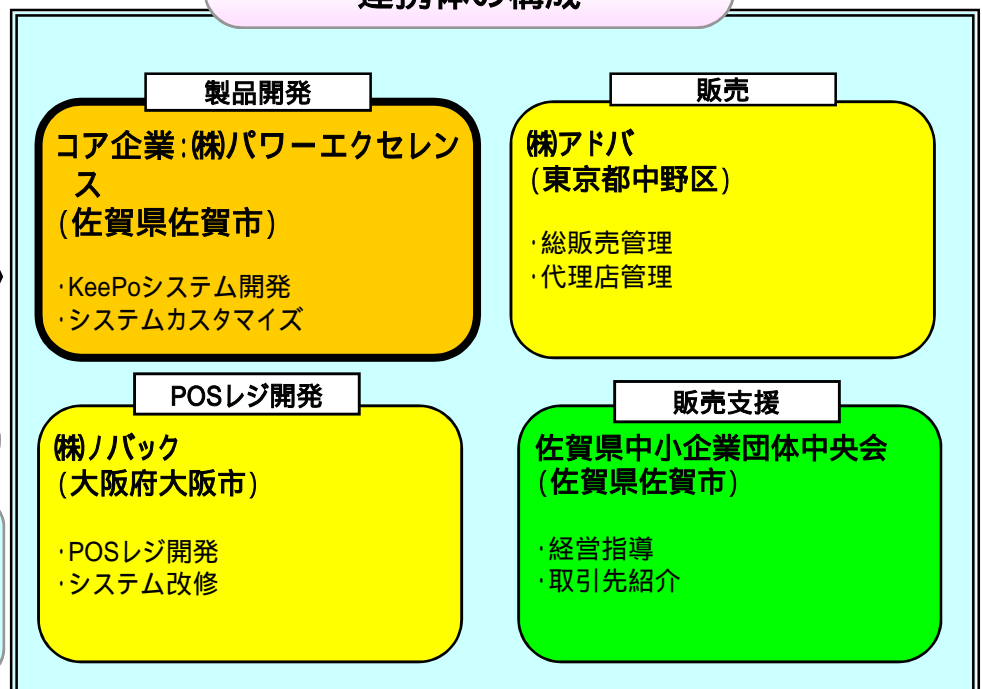 連携体の構成
製品開発
コア企業:㈱パワーエクセレン
ス
(佐賀県佐賀市)
･KeePoシステム開発
･システムカスタマイズ
販売
㈱アドバ
(東京都中野区)
･総販売管理
･代理店管理
POSレジ開発
㈱ノバック
(大阪府大阪市)
･POSレジ開発
･システム改修
販売支援
佐賀県中小企業団体中央会
(佐賀県佐賀市)
･経営指導
･取引先紹介